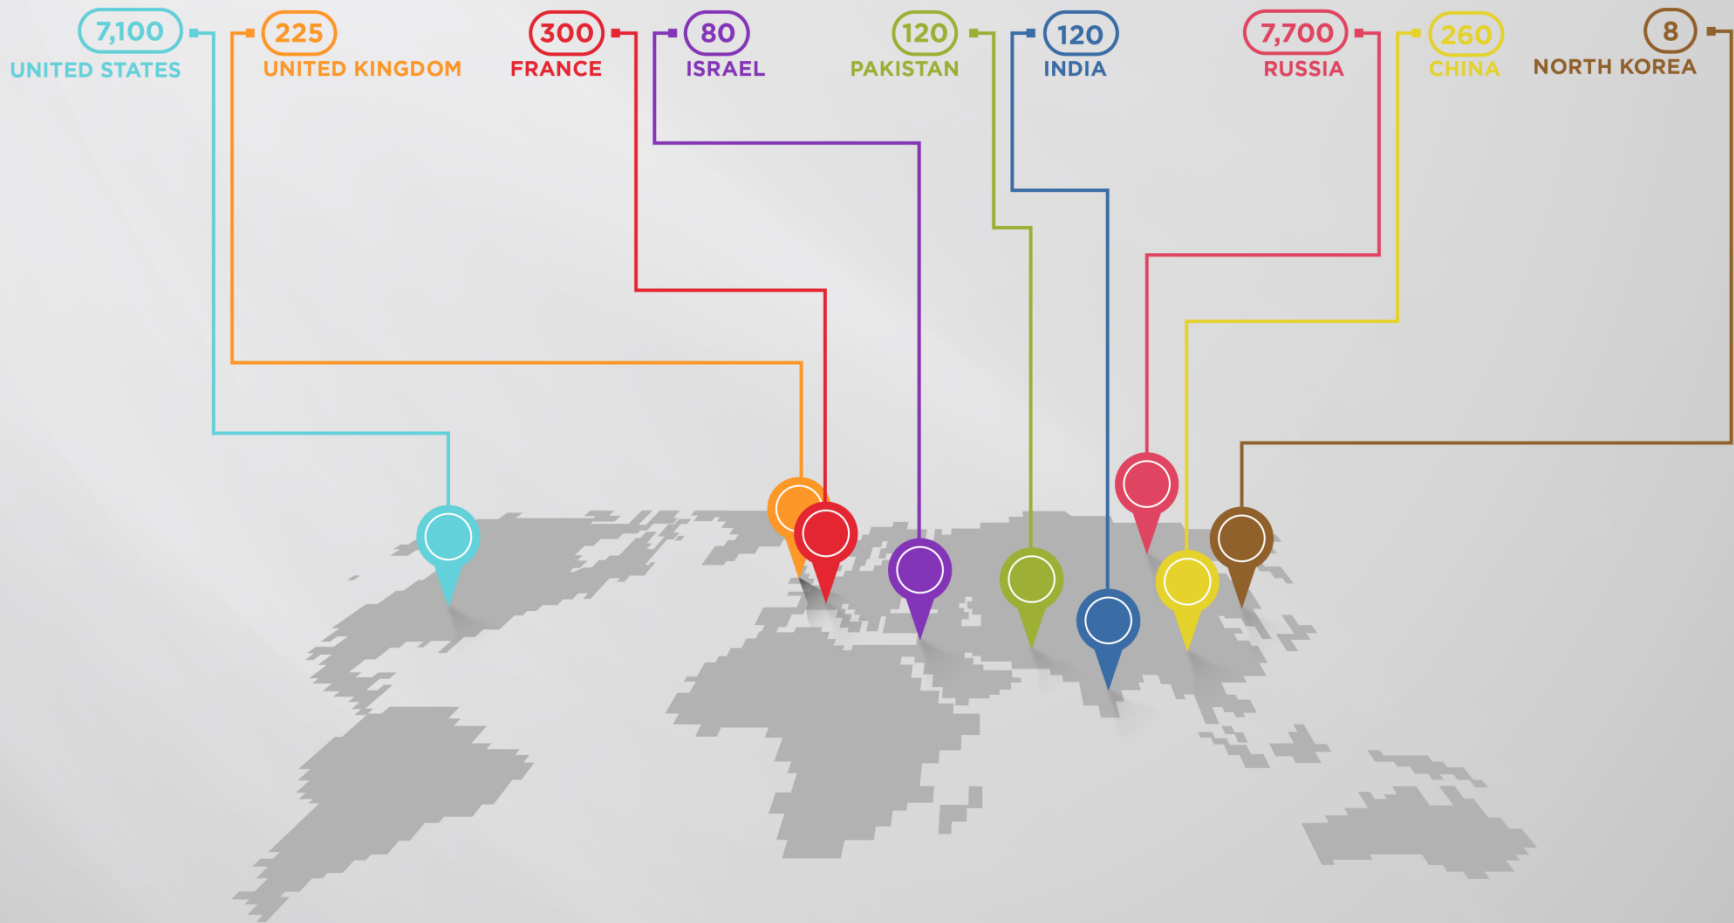 7,100
UNITED STATES
225
UNITED KINGDOM
300
FRANCE
80
ISRAEL
120
PAKISTAN
120
INDIA
7,700
RUSSIA
260
CHINA
8
NORTH KOREA